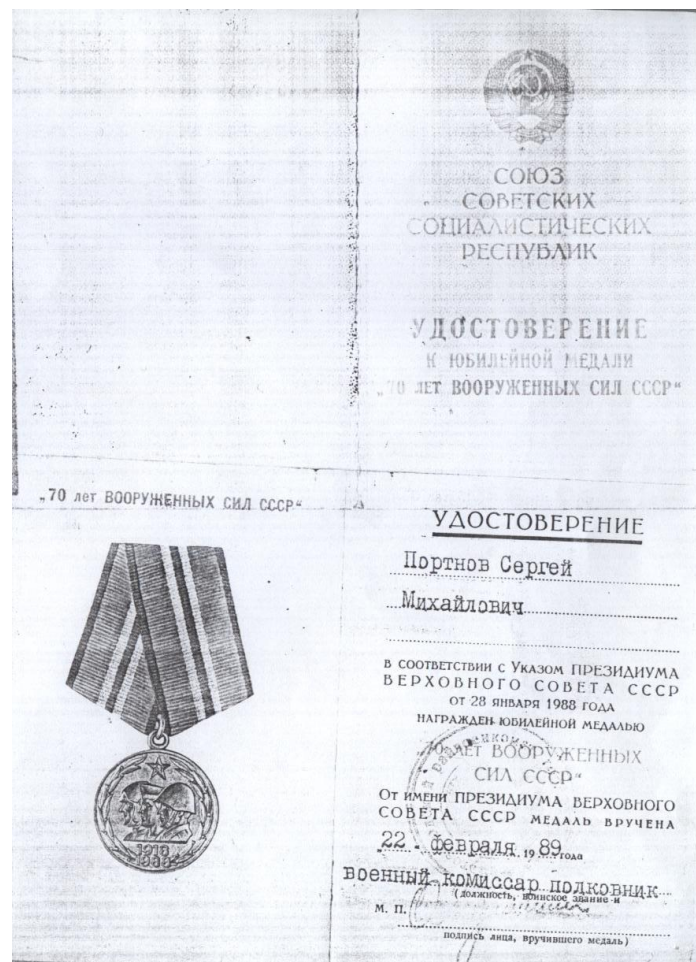 СОЮЗ
СОВЕТСКИХ
СОЦИАЛИСТИЧЕСКИХ
РЕСПУБЛИК
УДОСТОВЕРЕНИЕ
К ЮБИЛЕЙНОЙ МЕДАЛИ
„70 ЛЕТ ВООРУЖЕННЫХ СИЛ СССР“
„70 лет ВООРУЖЕННЫХ СИЛ СССР“
1918
1988
УДОСТОВЕРЕНИЕ
Портнов Сергей
Михайлович
В СООТВЕТСТВИИ С УКАЗОМ ПРЕЗИДИУМА
ВЕРХОВНОГО СОВЕТА СССР
ОТ 28 ЯНВАРЯ 1988 ГОДА
НАГРАЖДЕН ЮБИЛЕЙНОЙ МЕДАЛЬЮ
„70 ЛЕТ ВООРУЖЕННЫХ
СИЛ СССР“
ОТ ИМЕНИ ПРЕЗИДИУМА ВЕРХОВНОГО
СОВЕТА СССР МЕДАЛЬ ВРУЧЕНА
22 февраля 1989 года
военный комиссар подковник
(должность, воинское звание и
М. П.
подпись лица, вручившего медаль)